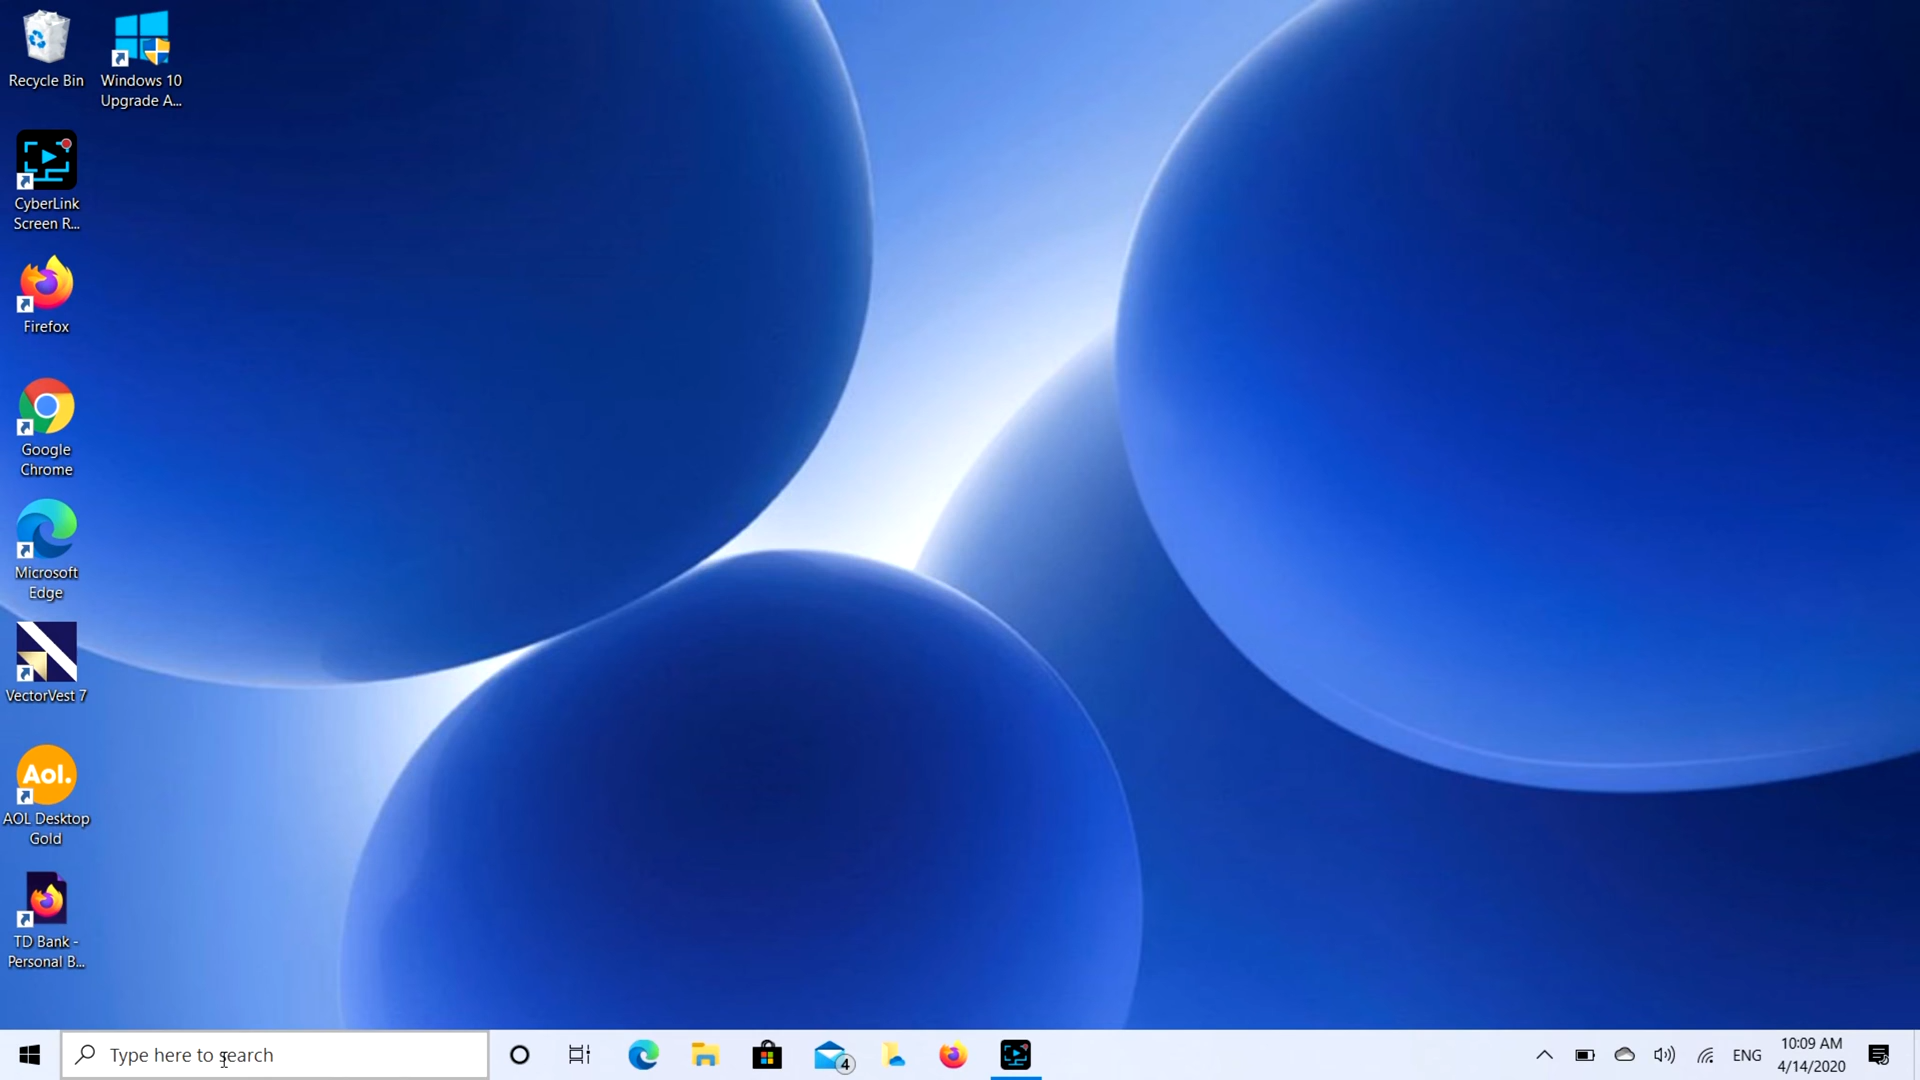 Recycle Bin
Windows 10
Upgrade A...
CyberLink
Screen R...
Firefox
Google
Chrome
Microsoft
Edge
VectorVest 7
Aol.
AOL Desktop
Gold
TD Bank -
Personal B...
Type here to search
4
ENG
10:09 AM
4/14/2020